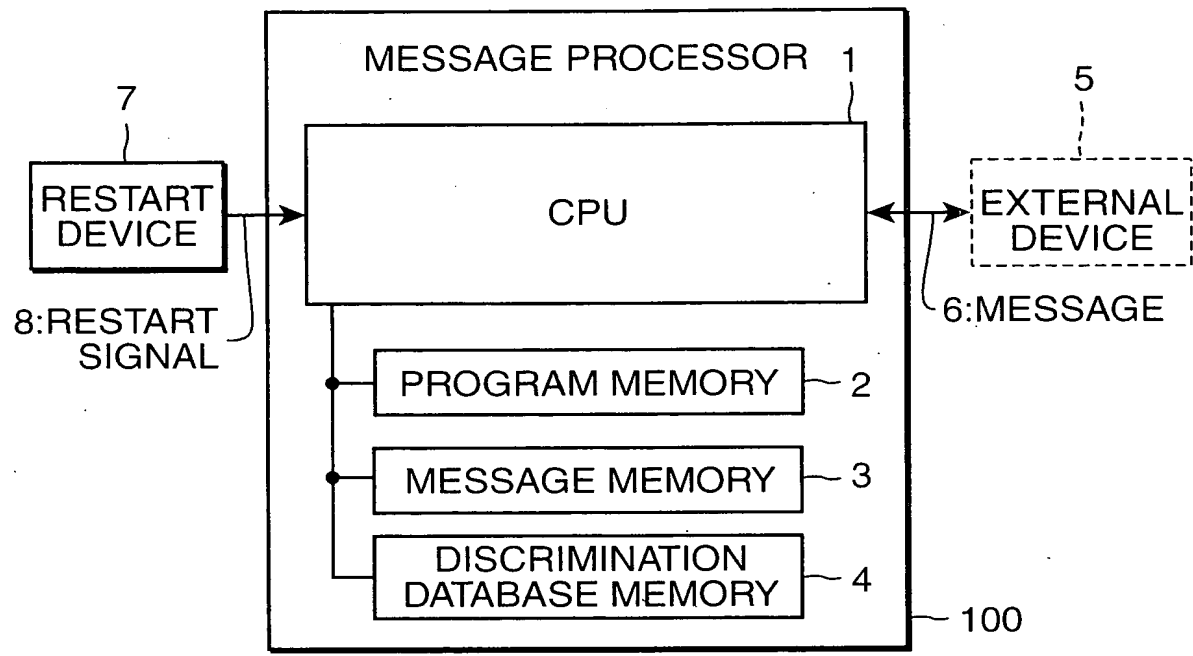 MESSAGE PROCESSOR
1
7
5
RESTART
DEVICE
CPU
EXTERNAL
DEVICE
8:RESTART
SIGNAL
6:MESSAGE
PROGRAM MEMORY
2
MESSAGE MEMORY
3
DISCRIMINATION
DATABASE MEMORY
4
100